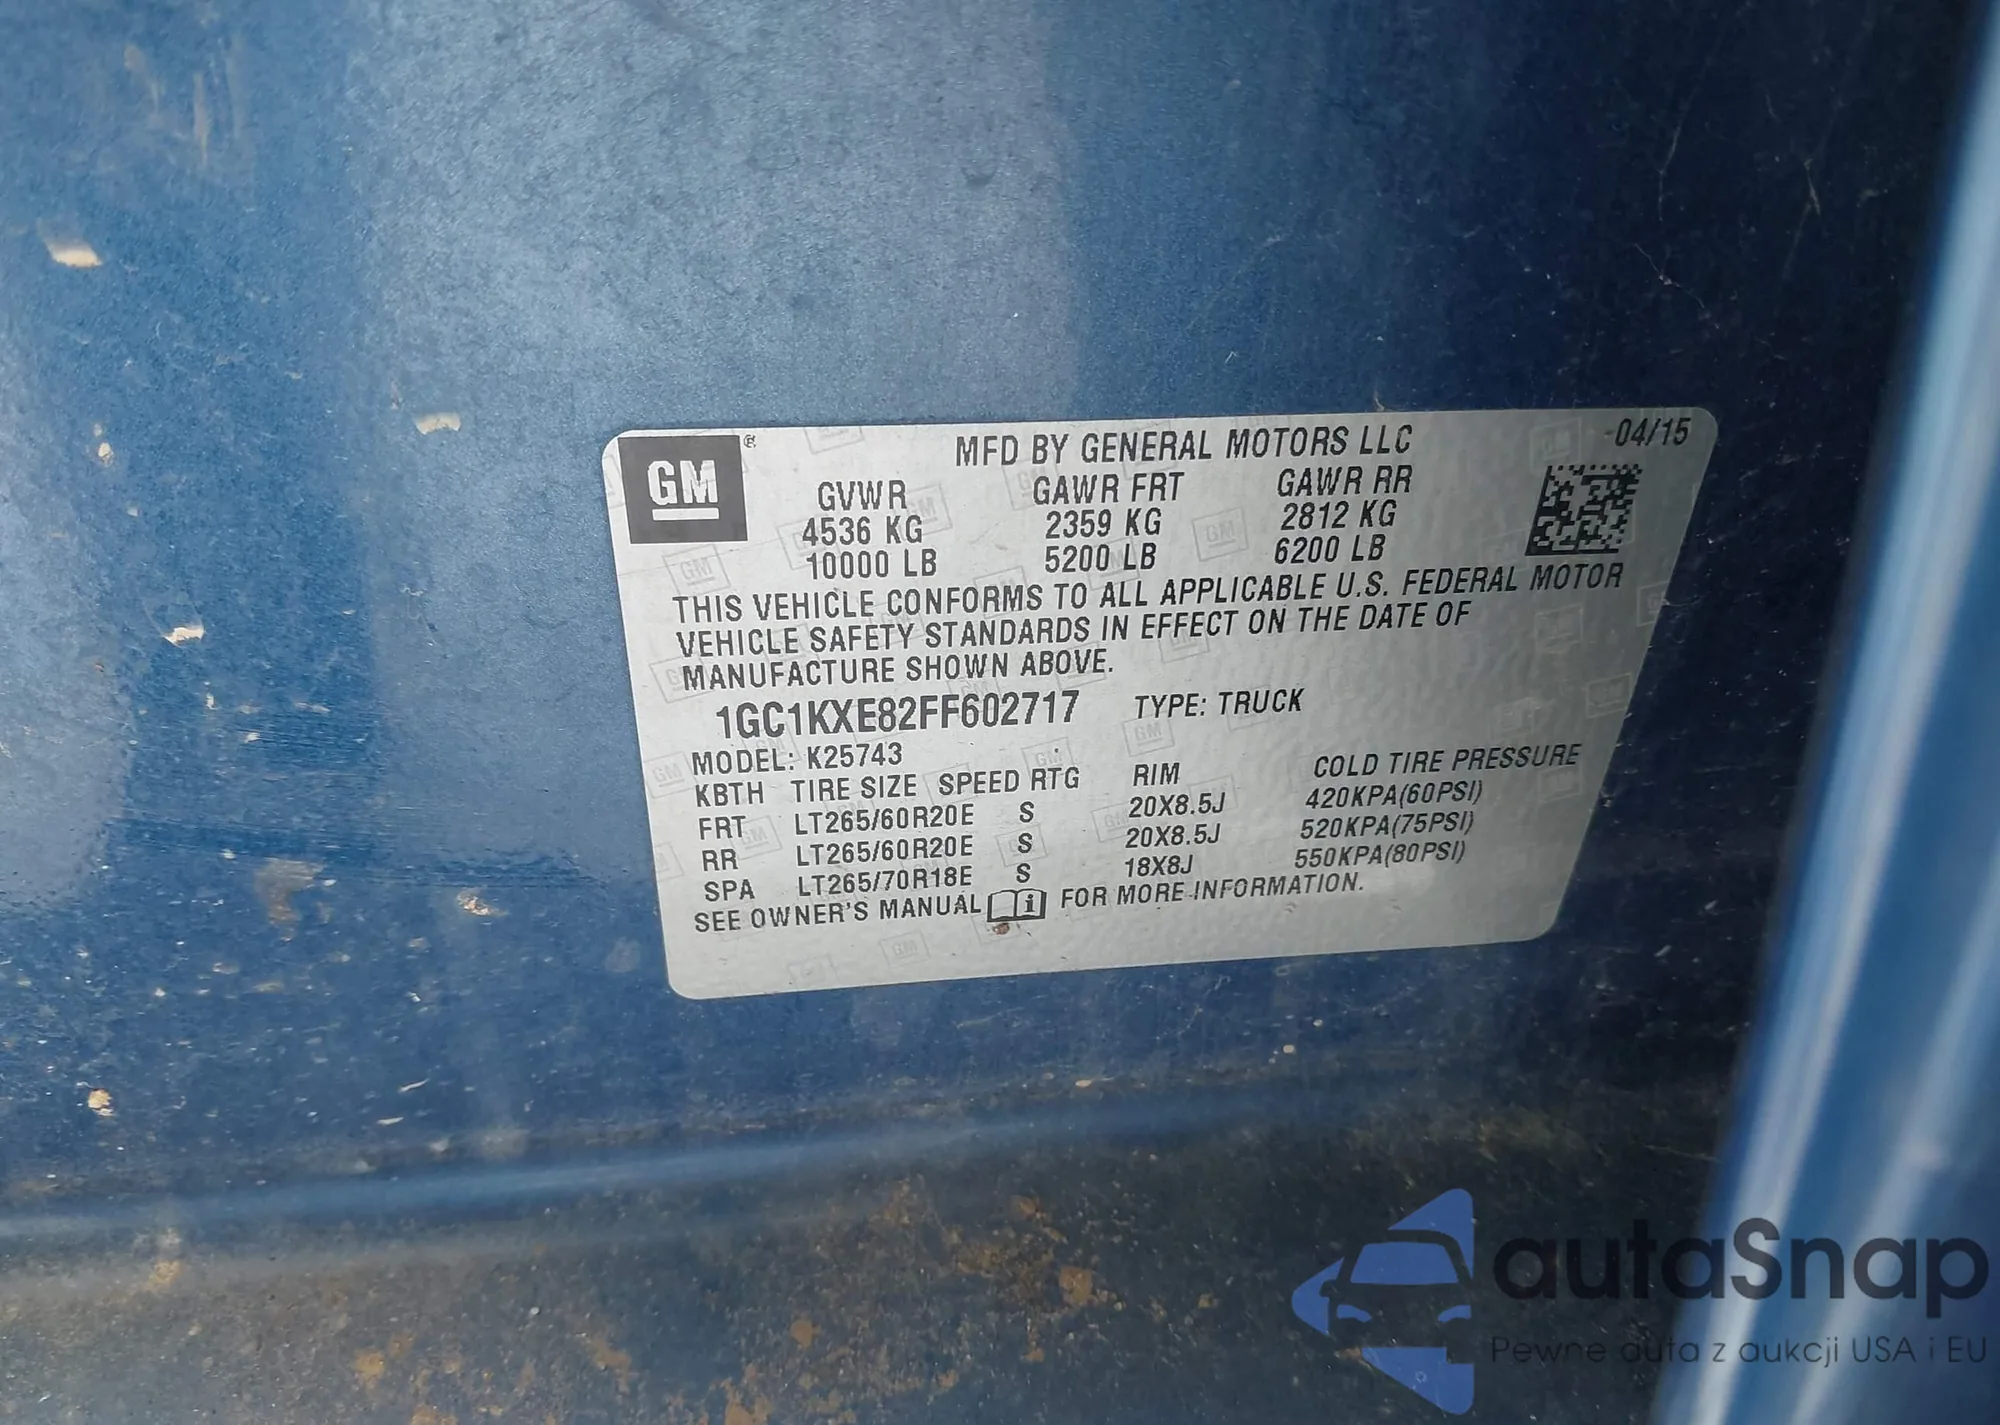 GM ®
MFD BY GENERAL MOTORS LLC 04/15
GVWR GAWR FRT GAWR RR
4536 KG 2359 KG 2812 KG
10000 LB 5200 LB 6200 LB
THIS VEHICLE CONFORMS TO ALL APPLICABLE U.S. FEDERAL MOTOR
VEHICLE SAFETY STANDARDS IN EFFECT ON THE DATE OF
MANUFACTURE SHOWN ABOVE.
1GC1KXE82FF602717 TYPE: TRUCK
MODEL: K25743
KBTH TIRE SIZE SPEED RTG RIM COLD TIRE PRESSURE
FRT LT265/60R20E S 20X8.5J 420KPA(60PSI)
RR LT265/60R20E S 20X8.5J 520KPA(75PSI)
SPA LT265/70R18E S 18X8J 550KPA(80PSI)
SEE OWNER'S MANUAL i FOR MORE INFORMATION.
autaSnap
Pewne auta z aukcji USA i EU